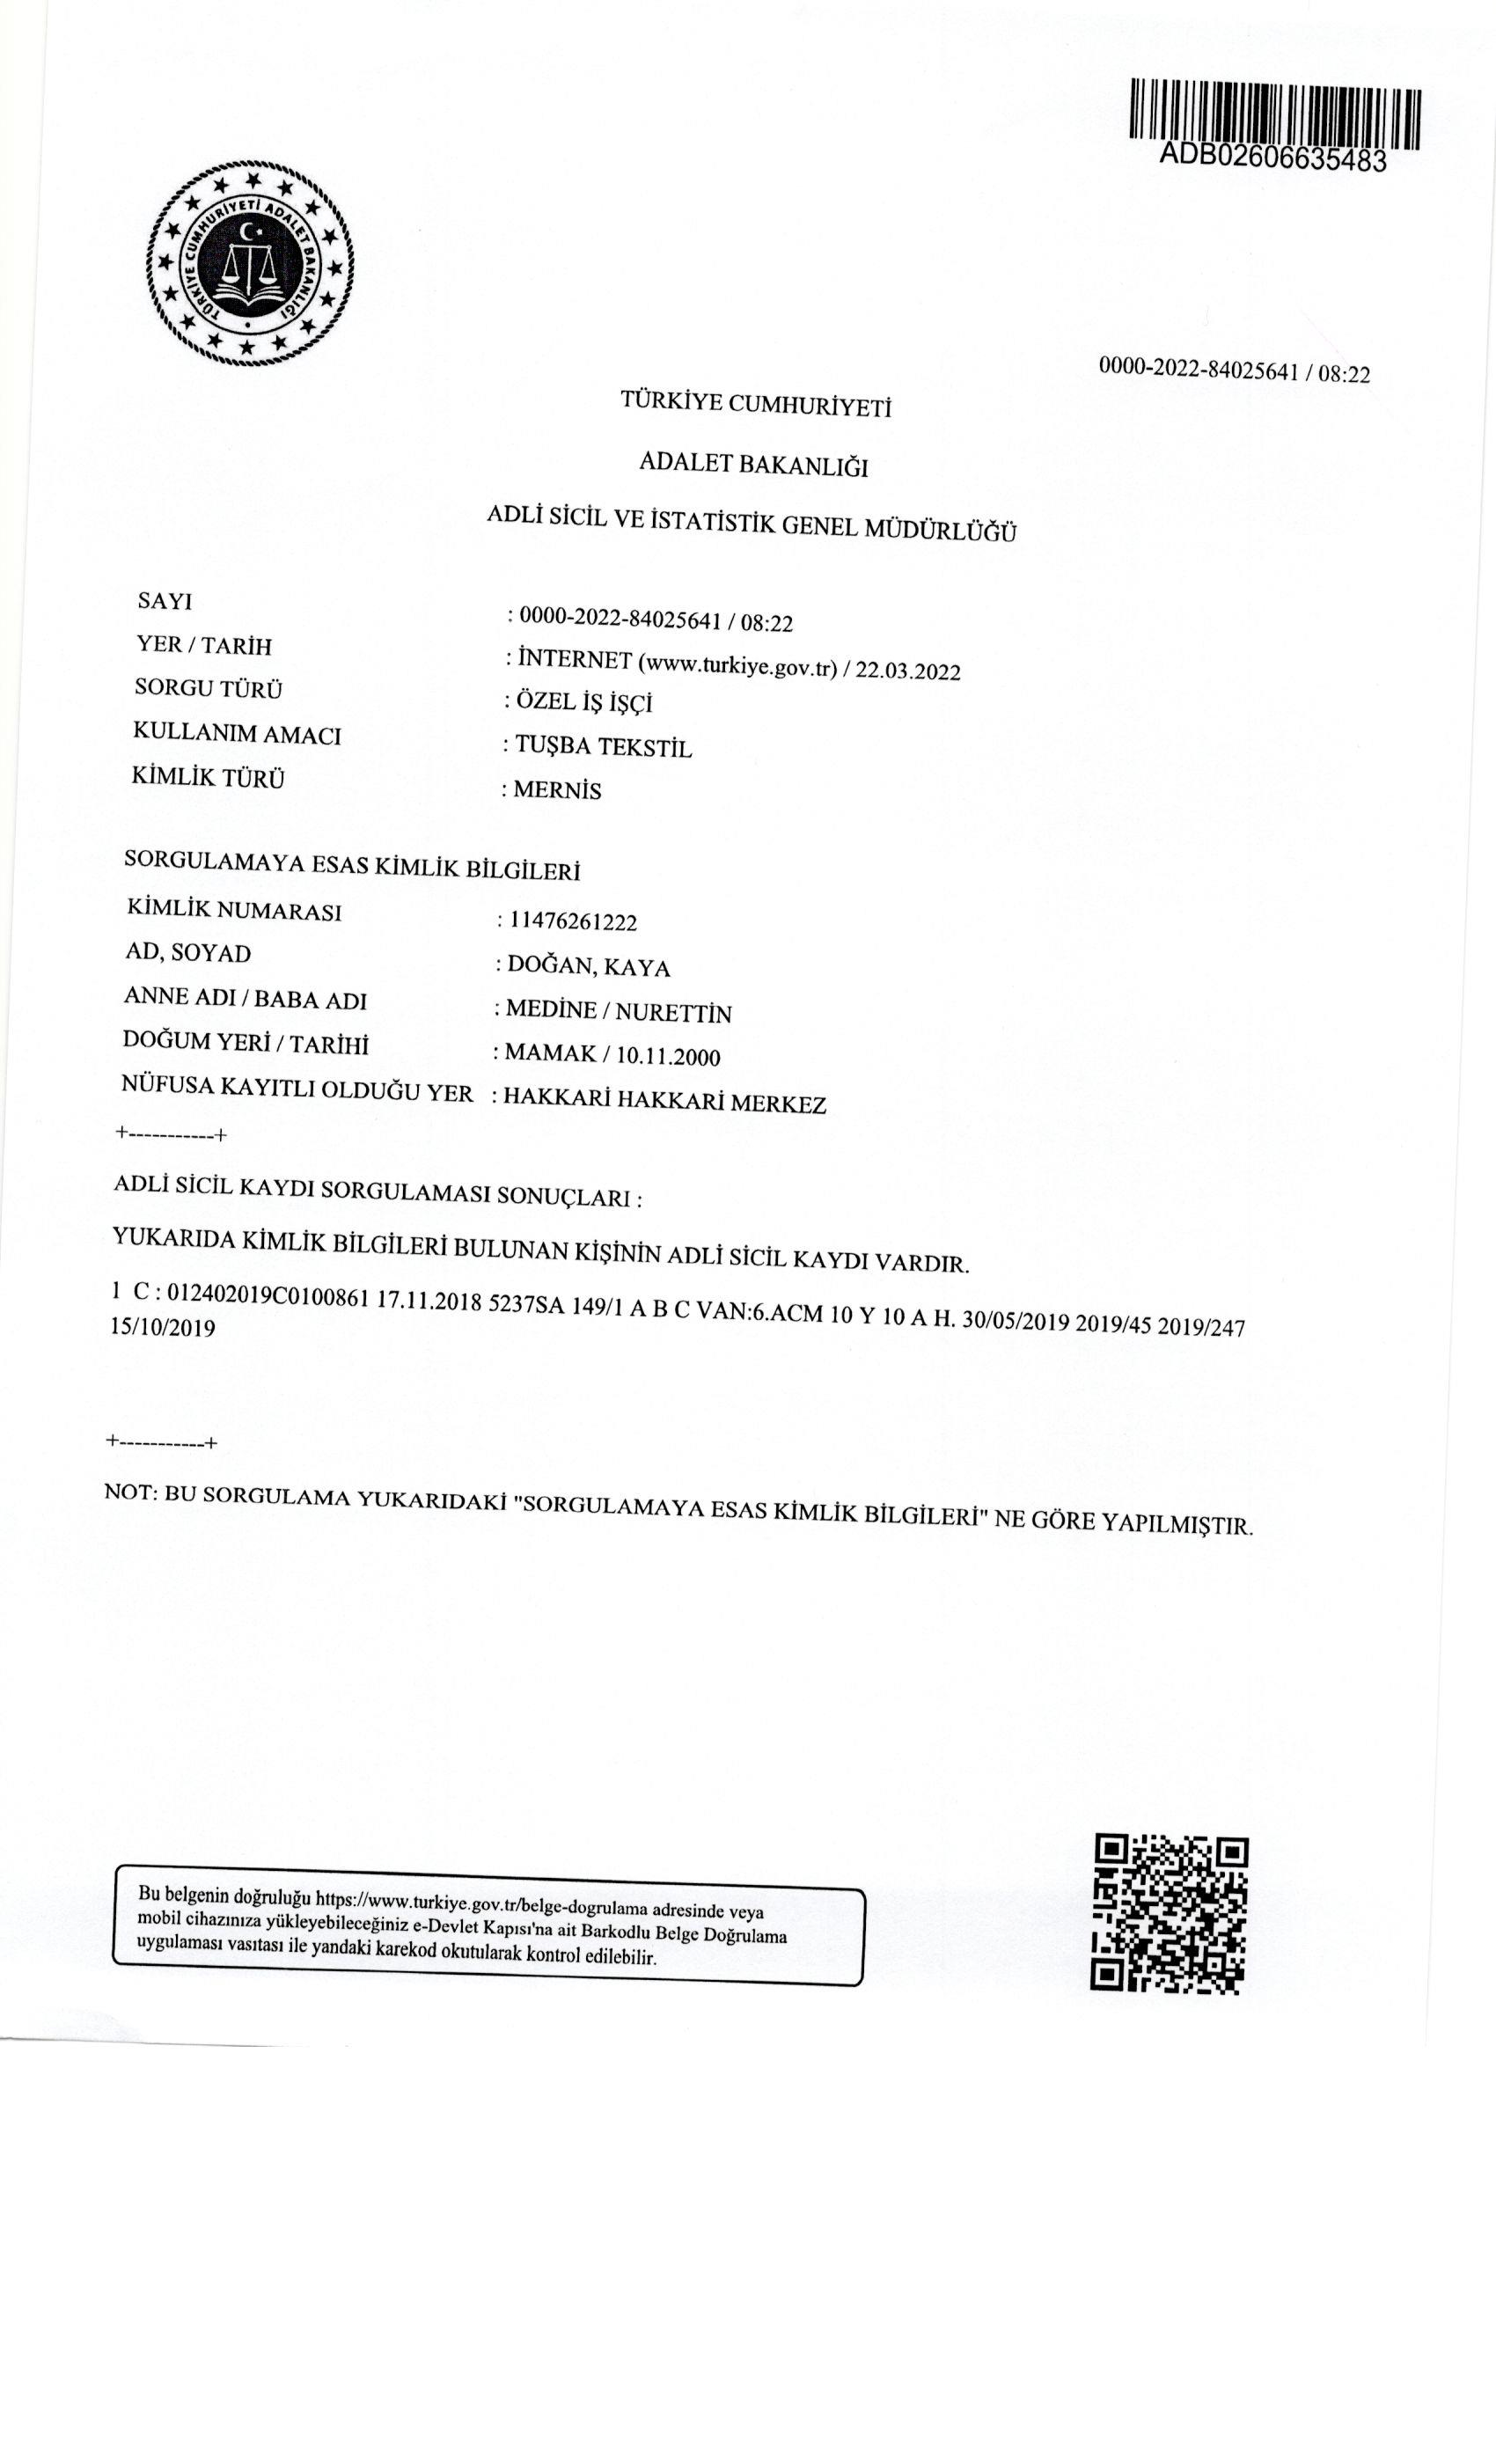 ADB02606635483
TÜRKİYE CUMHURİYETİ ADALET BAKANLIĞI
0000-2022-84025641 / 08:22
TÜRKİYE CUMHURİYETİ
ADALET BAKANLIĞI
ADLİ SİCİL VE İSTATİSTİK GENEL MÜDÜRLÜĞÜ
SAYI : 0000-2022-84025641 / 08:22
YER / TARİH : İNTERNET (www.turkiye.gov.tr) / 22.03.2022
SORGU TÜRÜ : ÖZEL İŞ İŞÇİ
KULLANIM AMACI : TUŞBA TEKSTİL
KİMLİK TÜRÜ : MERNİS
SORGULAMAYA ESAS KİMLİK BİLGİLERİ
KİMLİK NUMARASI : 11476261222
AD, SOYAD : DOĞAN, KAYA
ANNE ADI / BABA ADI : MEDİNE / NURETTİN
DOĞUM YERİ / TARİHİ : MAMAK / 10.11.2000
NÜFUSA KAYITLI OLDUĞU YER : HAKKARİ HAKKARİ MERKEZ
+-----------+
ADLİ SİCİL KAYDI SORGULAMASI SONUÇLARI :
YUKARIDA KİMLİK BİLGİLERİ BULUNAN KİŞİNİN ADLİ SİCİL KAYDI VARDIR.
1 C : 012402019C0100861 17.11.2018 5237SA 149/1 A B C VAN:6.ACM 10 Y 10 A H. 30/05/2019 2019/45 2019/247
15/10/2019
+-----------+
NOT: BU SORGULAMA YUKARIDAKİ "SORGULAMAYA ESAS KİMLİK BİLGİLERİ" NE GÖRE YAPILMIŞTIR.
Bu belgenin doğruluğu https://www.turkiye.gov.tr/belge-dogrulama adresinde veya
mobil cihazınıza yükleyebileceğiniz e-Devlet Kapısı'na ait Barkodlu Belge Doğrulama
uygulaması vasıtası ile yandaki karekod okutularak kontrol edilebilir.